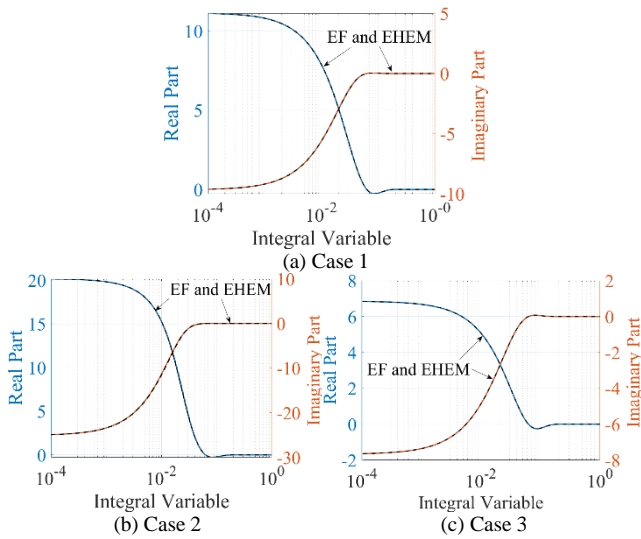 10
5
0
Real Part
EF and EHEM
5
0
-5
-10
Imaginary Part
10^-4
10^-2
10^-0
Integral Variable
(a) Case 1
20
15
10
5
0
Real Part
EF and EHEM
10
0
-10
-20
-30
Imaginary Part
10^-4
10^-2
10^0
Integral Variable
(b) Case 2
8
6
4
2
0
-2
Real Part
EF and EHEM
2
0
-2
-4
-6
-8
Imaginary Part
10^-4
10^-2
10^0
Integral Variable
(c) Case 3